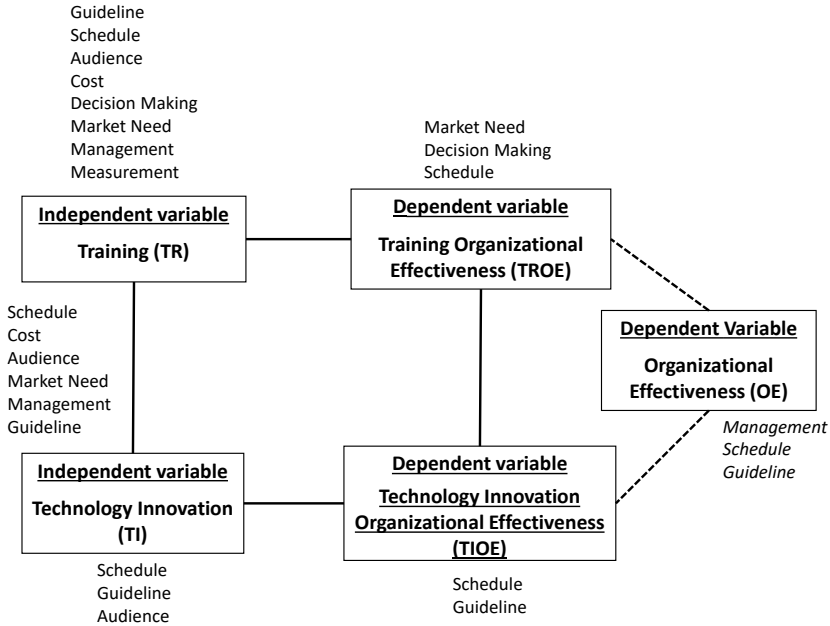 Guideline
Schedule
Audience
Cost
Decision Making
Market Need
Management
Measurement
Market Need
Decision Making
Schedule
Independent variable
Training (TR)
Dependent variable
Training Organizational
Effectiveness (TROE)
Schedule
Cost
Audience
Market Need
Management
Guideline
Dependent Variable
Organizational
Effectiveness (OE)
Management
Schedule
Guideline
Independent variable
Technology Innovation
(TI)
Dependent variable
Technology Innovation
Organizational Effectiveness
(TIOE)
Schedule
Guideline
Audience
Schedule
Guideline